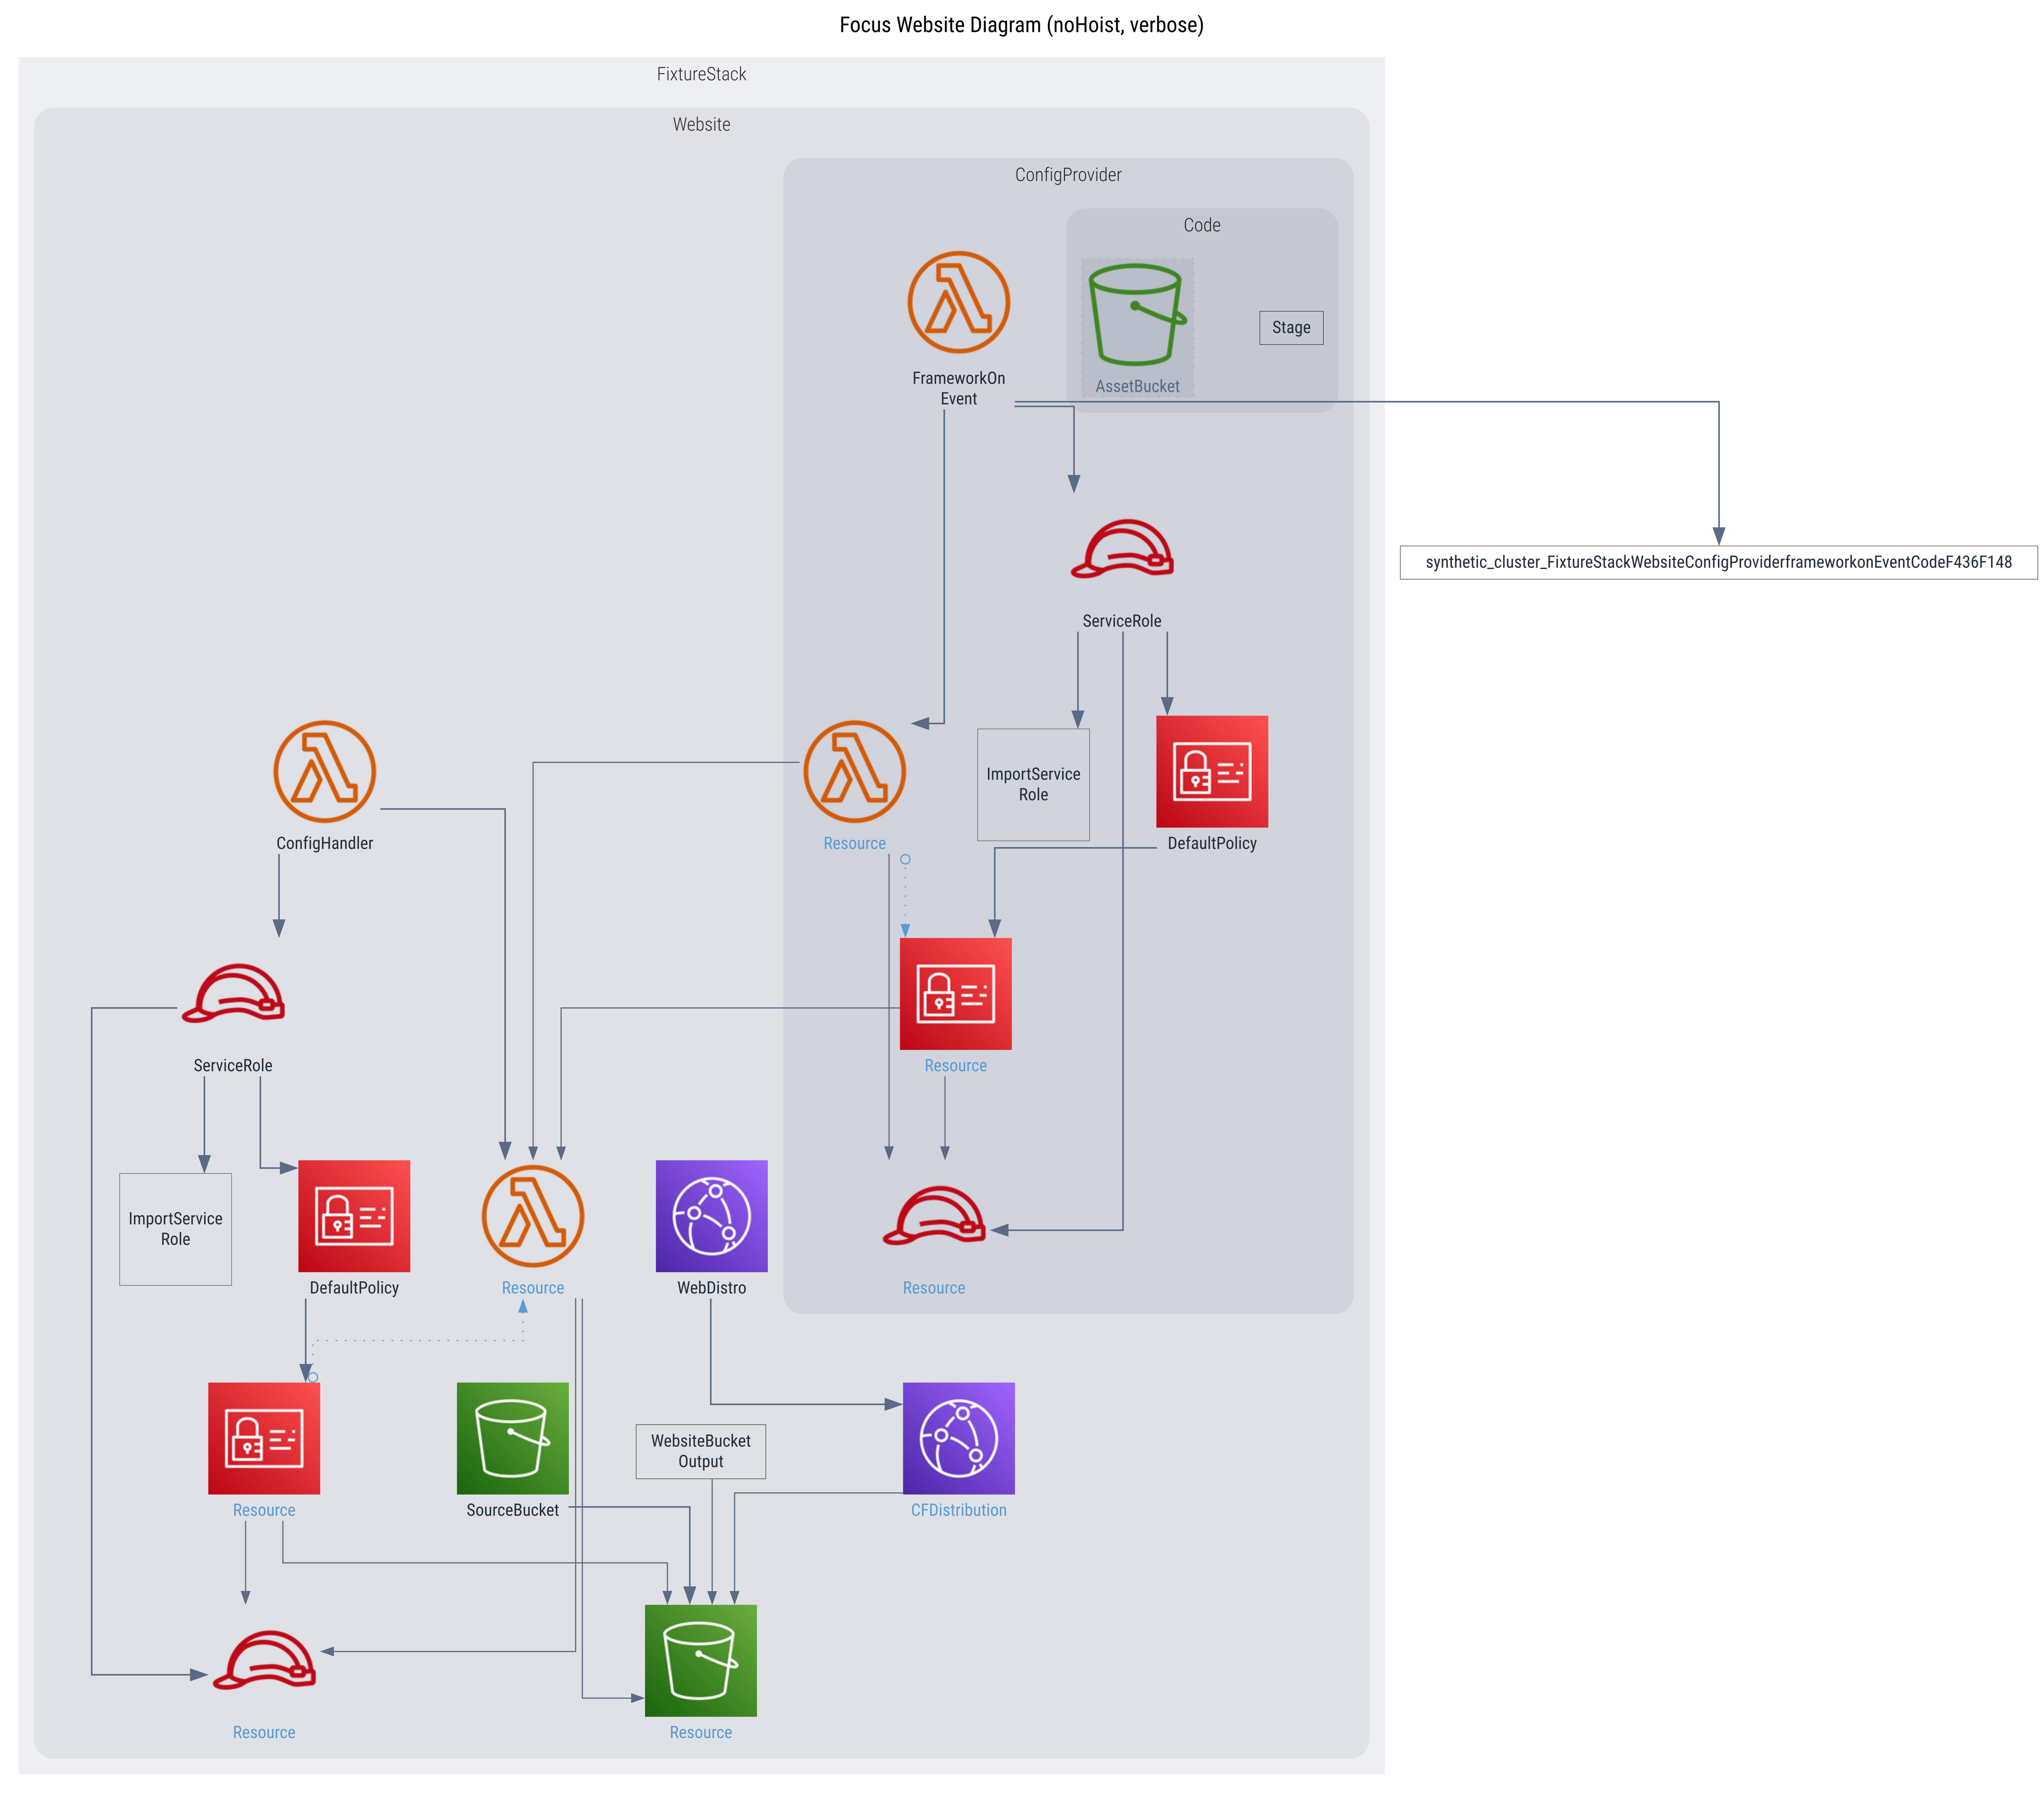 Focus Website Diagram (noHoist, verbose)
FixtureStack
Website
ConfigProvider
Code
FrameworkOn
Event
AssetBucket
Stage
synthetic_cluster_FixtureStackWebsiteConfigProviderframeworkonEventCodeF436F148
ServiceRole
ConfigHandler
Resource
ImportService
Role
DefaultPolicy
ServiceRole
Resource
ImportService
Role
DefaultPolicy
Resource
WebDistro
Resource
Resource
SourceBucket
WebsiteBucket
Output
CFDistribution
Resource
Resource